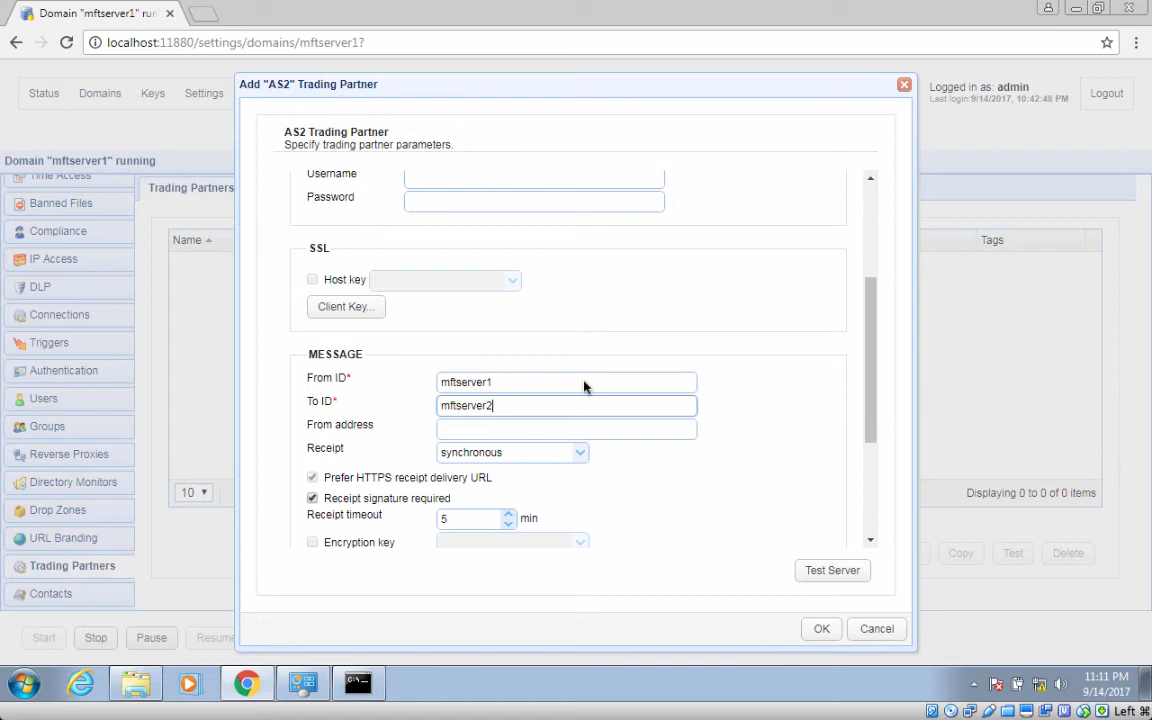 Domain "mftserver1" run
localhost:11880/settings/domains/mftserver1?
Status
Domains
Keys
Settings
Logged in as: admin
Last login:9/14/2017, 10:42:48 PM
Logout
Domain "mftserver1" running
Time Access
Banned Files
Compliance
IP Access
DLP
Connections
Triggers
Authentication
Users
Groups
Reverse Proxies
Directory Monitors
Drop Zones
URL Branding
Trading Partners
Contacts
Trading Partners
Name
Tags
10
Displaying 0 to 0 of 0 items
Copy
Test
Delete
Start
Stop
Pause
Resume
Add "AS2" Trading Partner
AS2 Trading Partner
Specify trading partner parameters.
Username
Password
SSL
Host key
Client Key...
MESSAGE
From ID*
mftserver1
To ID*
mftserver2
From address
Receipt
synchronous
Prefer HTTPS receipt delivery URL
Receipt signature required
Receipt timeout
5
min
Encryption key
Test Server
OK
Cancel
11:11 PM
9/14/2017
Left ⌘